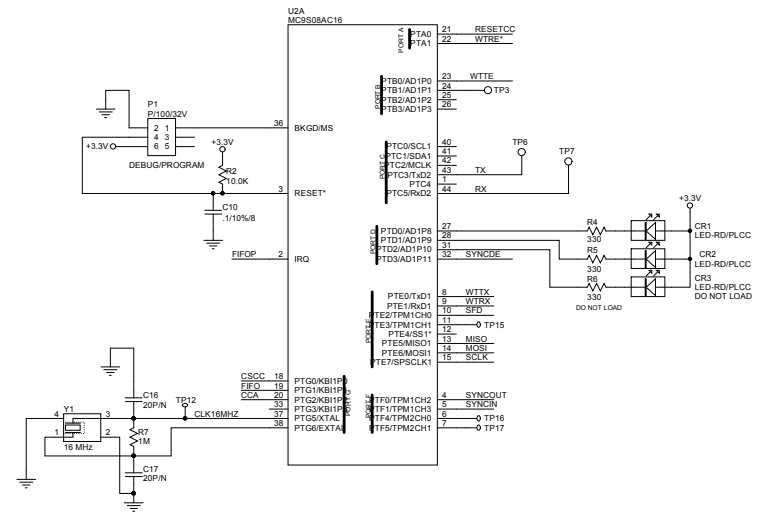 U2A
MC9S08AC16
PORT A
PTA0 21 RESETCC
PTA1 22 WTRE*
PORT B
PTB0/AD1P0 23 WTTE
PTB1/AD1P1 24 TP3
PTB2/AD1P2 25
PTB3/AD1P3 26
P1
P/100/32V
2 1
4 3
6 5
+3.3V
DEBUG/PROGRAM
36 BKGD/MS
+3.3V
R2
10.0K
3 RESET*
C10
.1/10%/8
PORT C
PTC0/SCL1 40
PTC1/SDA1 41
PTC2/MCLK 42
PTC3/TxD2 43 TX
PTC4 1
PTC5/RxD2 44 RX
TP6
TP7
FIFOP 2 IRQ
PORT D
PTD0/AD1P8 27
PTD1/AD1P9 28
PTD2/AD1P10 31
PTD3/AD1P11 32 SYNCDE
+3.3V
R4
330
CR1
LED-RD/PLCC
R5
330
CR2
LED-RD/PLCC
R6
330
DO NOT LOAD
CR3
LED-RD/PLCC
DO NOT LOAD
PORT E
PTE0/TxD1 8 WTTX
PTE1/RxD1 9 WTRX
PTE2/TPM1CH0 10 SFD
PTE3/TPM1CH1 11 TP15
PTE4/SS1* 12
PTE5/MISO1 13 MISO
PTE6/MOSI1 14 MOSI
PTE7/SPSCLK1 15 SCLK
CSCC 18 PTG0/KBI1P0
FIFO 19 PTG1/KBI1P1
CCA 20 PTG2/KBI1P2
33 PTG3/KBI1P3
CLK16MHZ 37 PTG5/XTAL
38 PTG6/EXTAL
PORT G
TP12
PORT F
PTF0/TPM1CH2 4 SYNCOUT
PTF1/TPM1CH3 5 SYNCIN
PTF4/TPM2CH0 6 TP16
PTF5/TPM2CH1 7 TP17
C16
20P/N
Y1
4 3
1 2
16 MHz
R7
1M
C17
20P/N